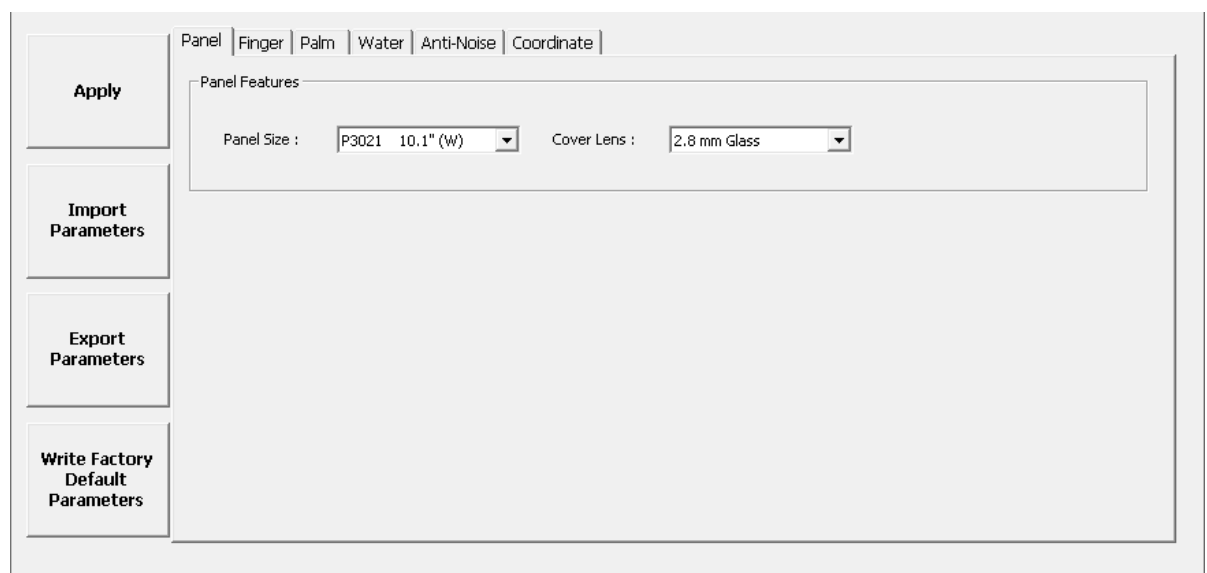 Panel Finger Palm Water Anti-Noise Coordinate
Apply
Panel Features
Panel Size : P3021 10.1" (W) Cover Lens : 2.8 mm Glass
Import
Parameters
Export
Parameters
Write Factory
Default
Parameters